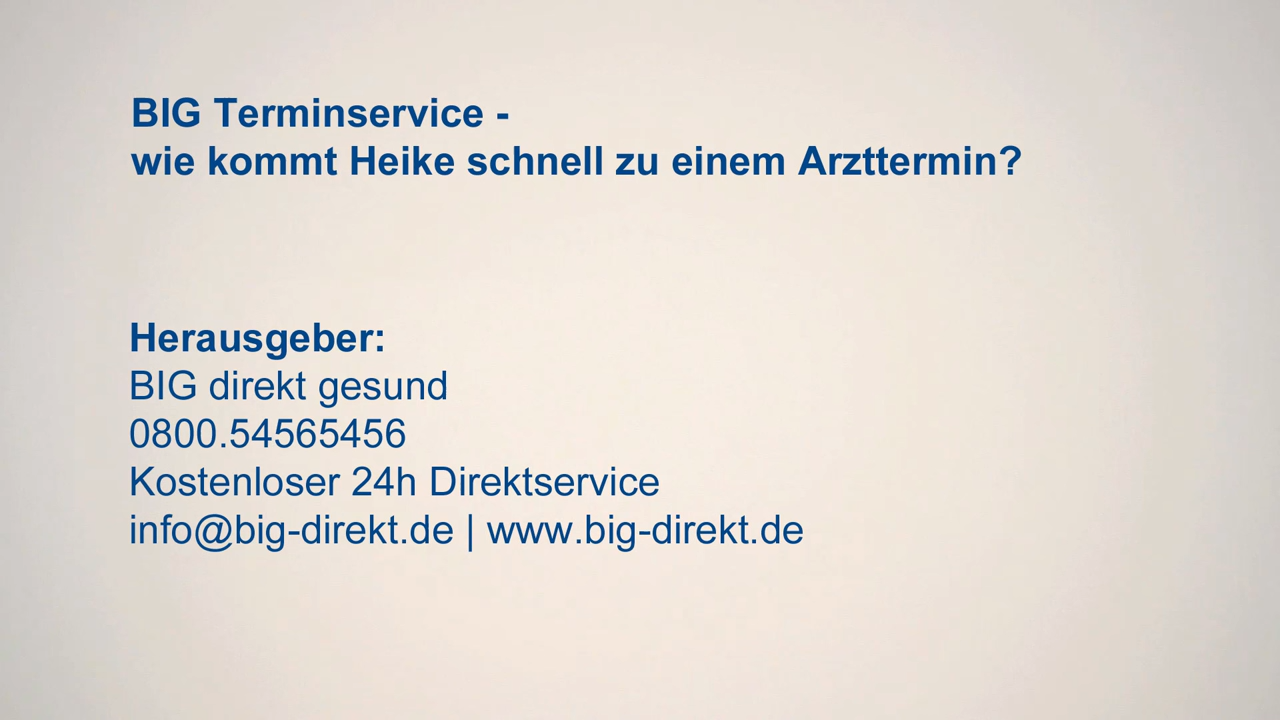 BIG Terminservice -
wie kommt Heike schnell zu einem Arzttermin?
Herausgeber:
BIG direkt gesund
0800.54565456
Kostenloser 24h Direktservice
info@big-direkt.de | www.big-direkt.de